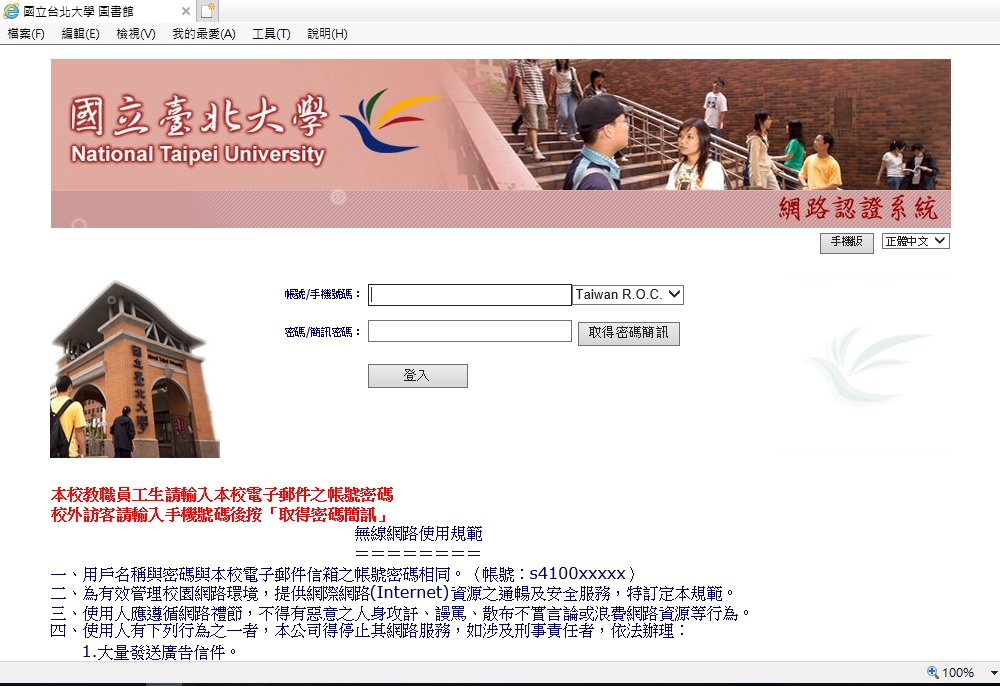 國立台北大學 圖書館
檔案(F) 編輯(E) 檢視(V) 我的最愛(A) 工具(T) 說明(H)
國立臺北大學
National Taipei University
網路認證系統
手機版 正體中文
帳號/手機號碼： Taiwan R.O.C.
密碼/簡訊密碼： 取得密碼簡訊
登入
國立臺北大學
本校教職員工生請輸入本校電子郵件之帳號密碼
校外訪客請輸入手機號碼後按「取得密碼簡訊」
無線網路使用規範
========
一、用戶名稱與密碼與本校電子郵件信箱之帳號密碼相同。（帳號：s4100xxxxx）
二、為有效管理校園網路環境，提供網際網路(Internet)資源之通暢及安全服務，特訂定本規範。
三、使用人應遵循網路禮節，不得有惡意之人身攻訐、謾罵、散布不實言論或浪費網路資源等行為。
四、使用人有下列行為之一者，本公司得停止其網路服務，如涉及刑事責任者，依法辦理：
1.大量發送廣告信件。
100%